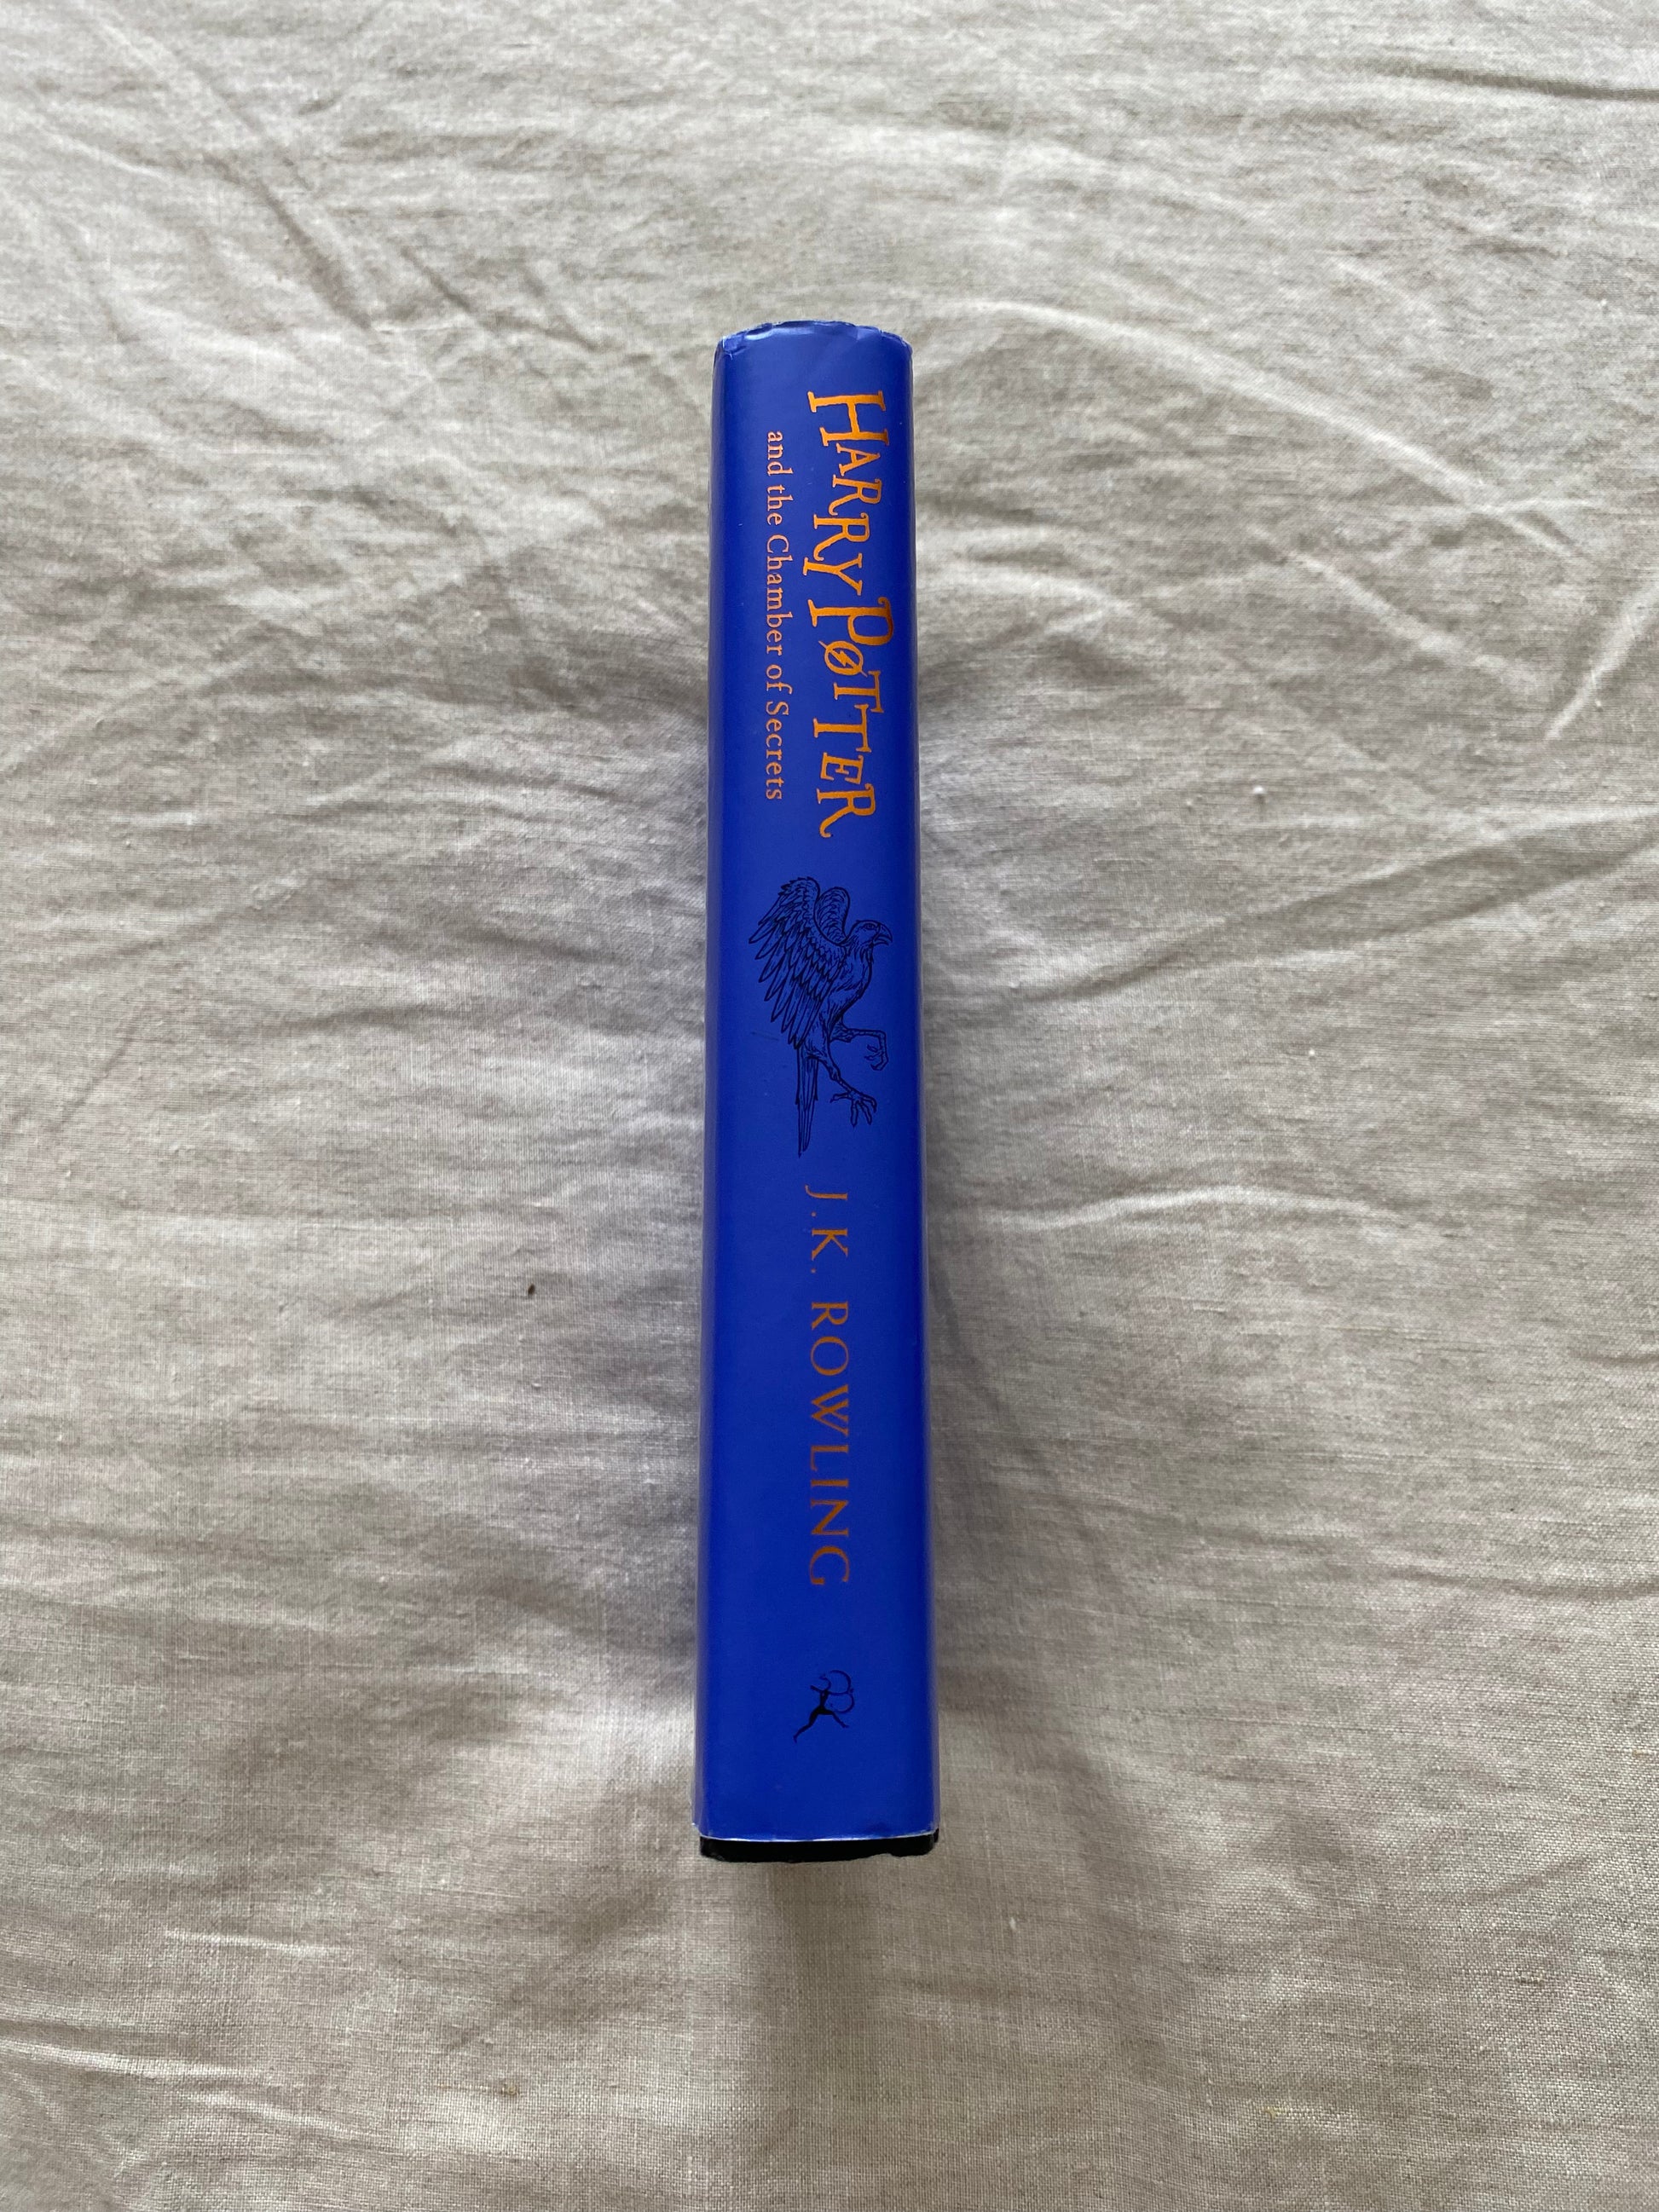 HARRY POTTER
and the Chamber of Secrets
J.K. ROWLING